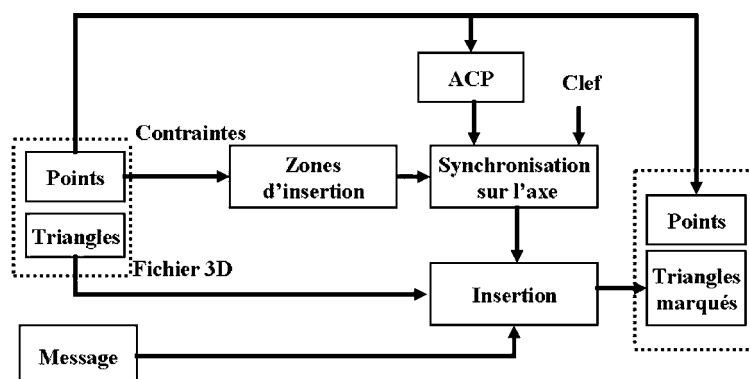 ACP
Clef
Contraintes
Points
Zones
d'insertion
Synchronisation
sur l'axe
Points
Triangles
Fichier 3D
Insertion
Triangles
marqués
Message